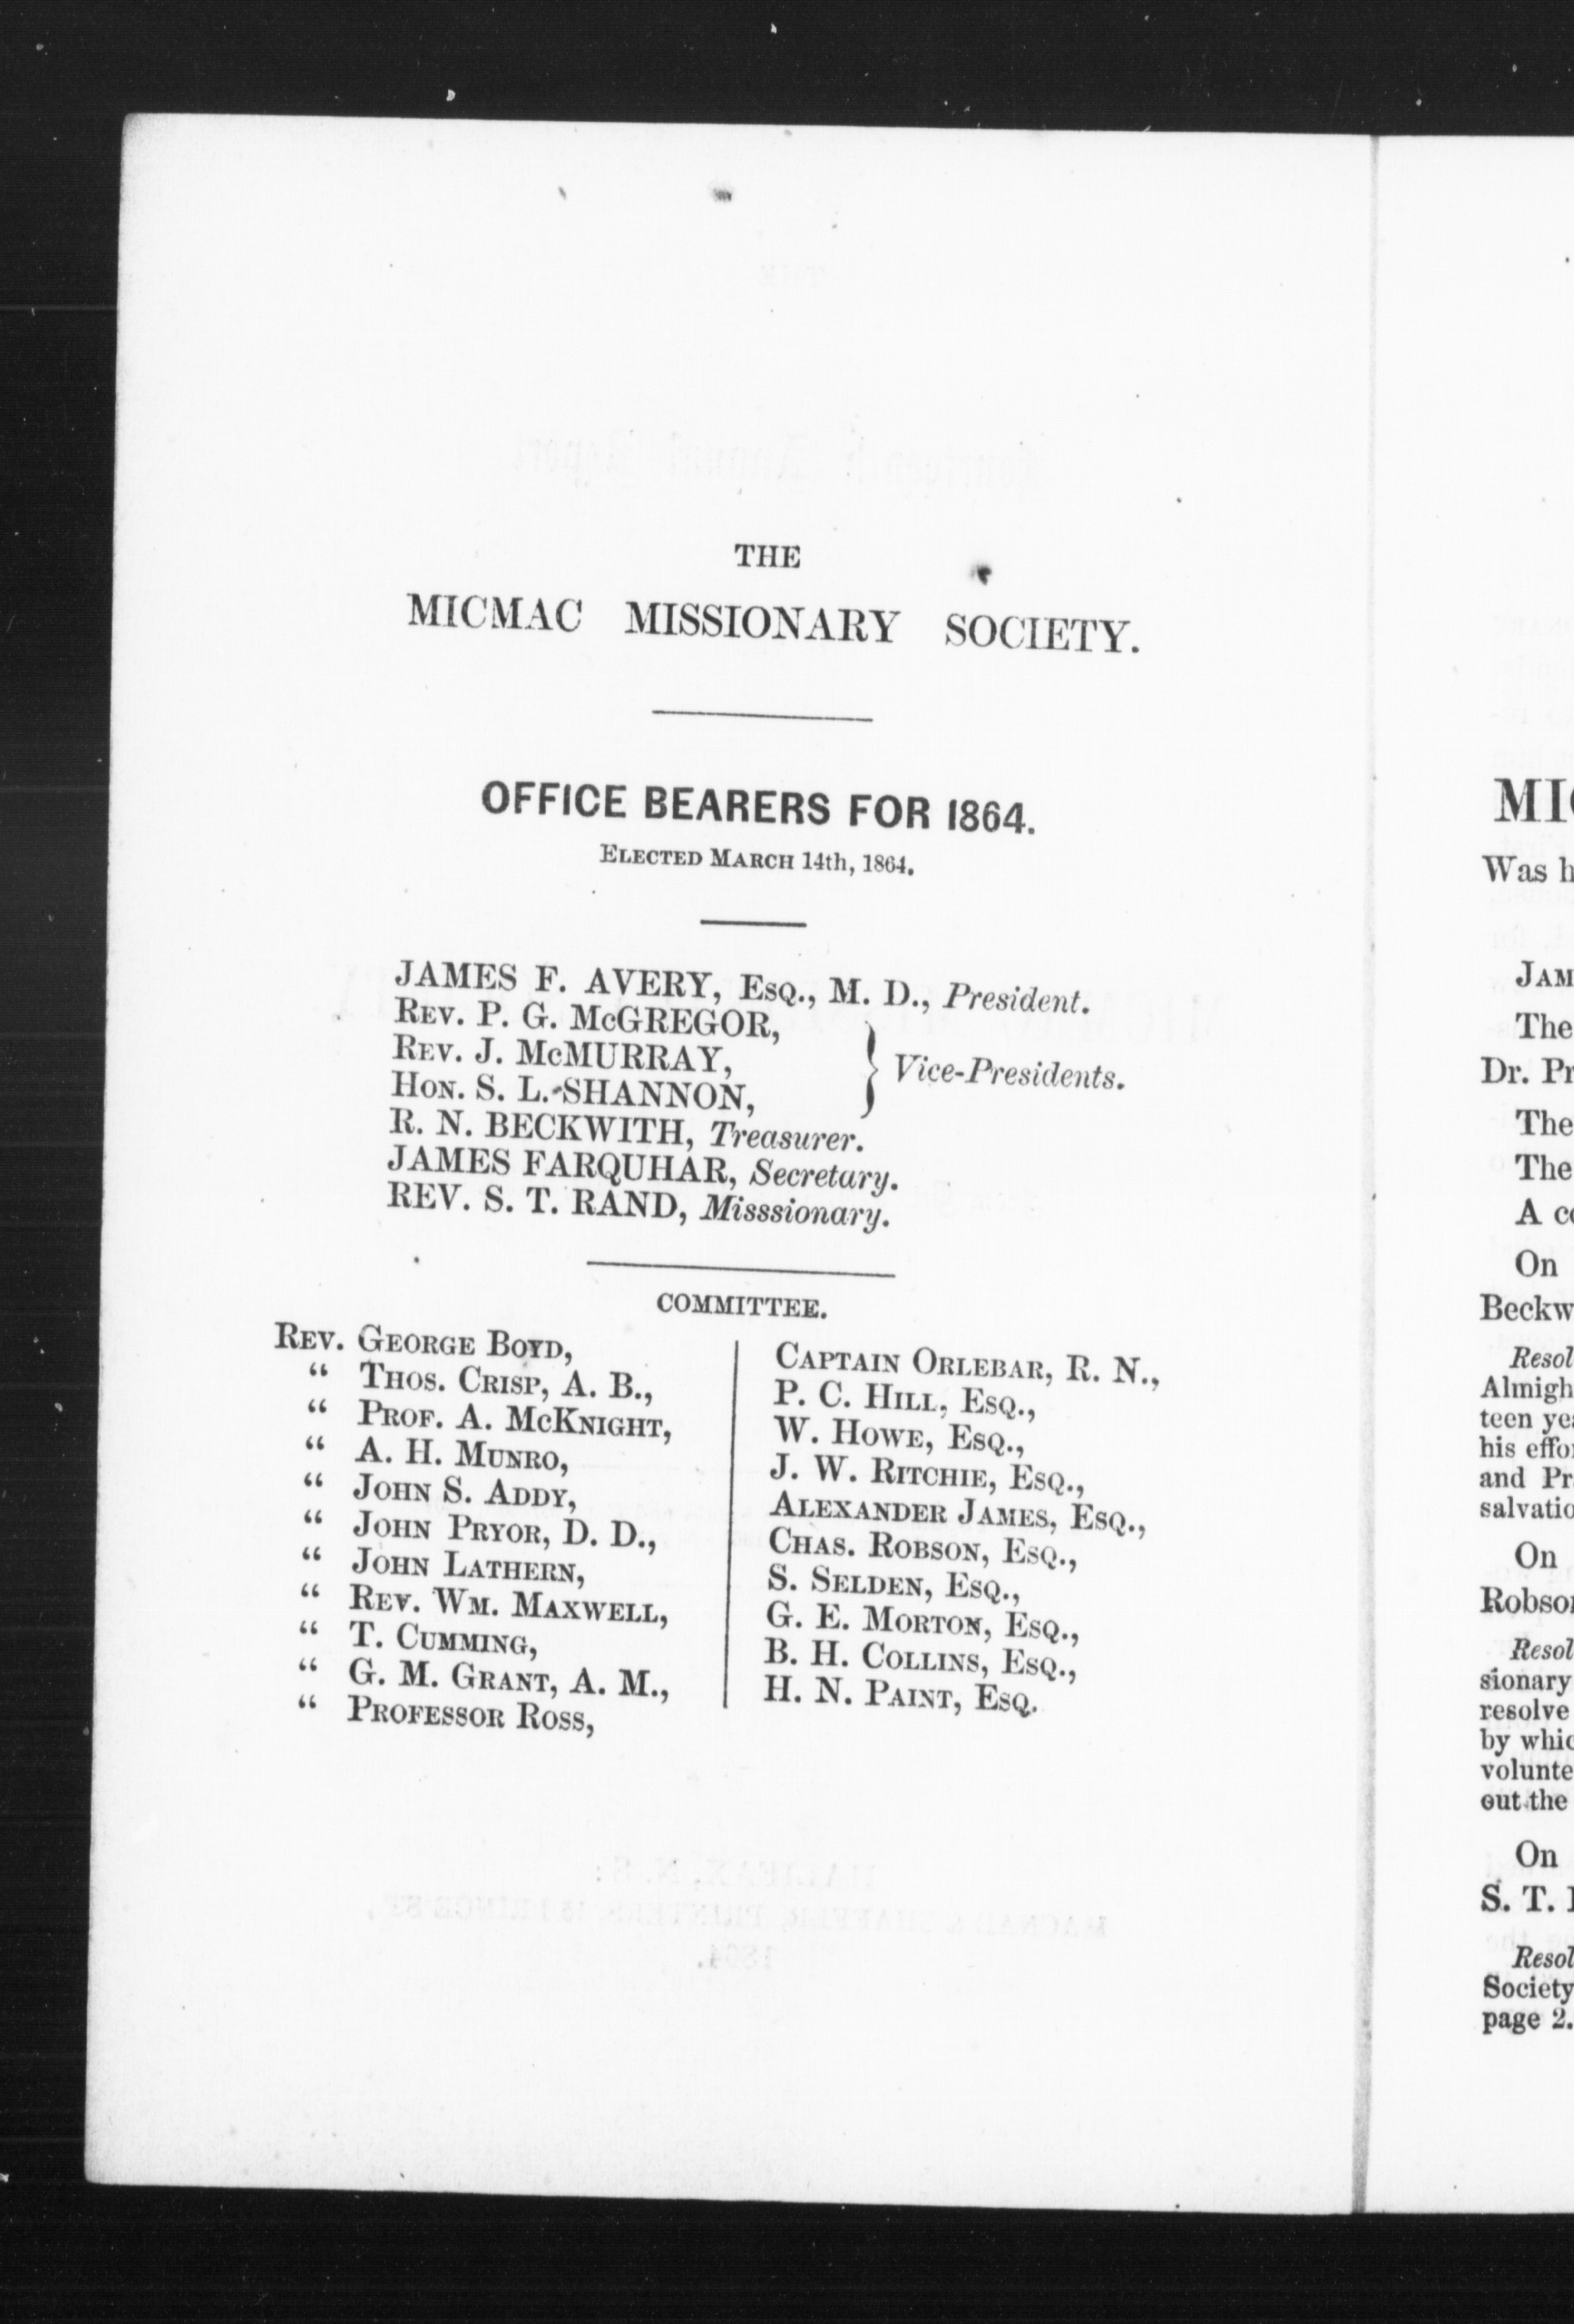 THE
MICMAC MISSIONARY SOCIETY.
OFFICE BEARERS FOR 1864.
ELECTED MARCH 14th, 1864.
JAMES F. AVERY, ESQ., M. D., President.
REV. P. G. McGREGOR,
REV. J. McMURRAY,
HON. S. L. SHANNON,
} Vice-Presidents.
R. N. BECKWITH, Treasurer.
JAMES FARQUHAR, Secretary.
REV. S. T. RAND, Misssionary.
COMMITTEE.
REV. GEORGE BOYD,
“ THOS. CRISP, A. B.,
“ PROF. A. MCKNIGHT,
“ A. H. MUNRO,
“ JOHN S. ADDY,
“ JOHN PRYOR, D. D.,
“ JOHN LATHERN,
“ REV. WM. MAXWELL,
“ T. CUMMING,
“ G. M. GRANT, A. M.,
“ PROFESSOR ROSS,
CAPTAIN ORLEBAR, R. N.,
P. C. HILL, ESQ.,
W. HOWE, ESQ.,
J. W. RITCHIE, ESQ.,
ALEXANDER JAMES, ESQ.,
CHAS. ROBSON, ESQ.,
S. SELDEN, ESQ.,
G. E. MORTON, ESQ.,
B. H. COLLINS, ESQ.,
H. N. PAINT, ESQ.
MI
Was h
JAM
The
Dr. Pr
The
The
A co
On
Beckw
Resol
Almigh
teen yea
his effor
and Pr
salvatio
On
Robson
Resol
sionary
resolve
by whic
volunte
out the
On
S. T.
Resol
Society
page 2.